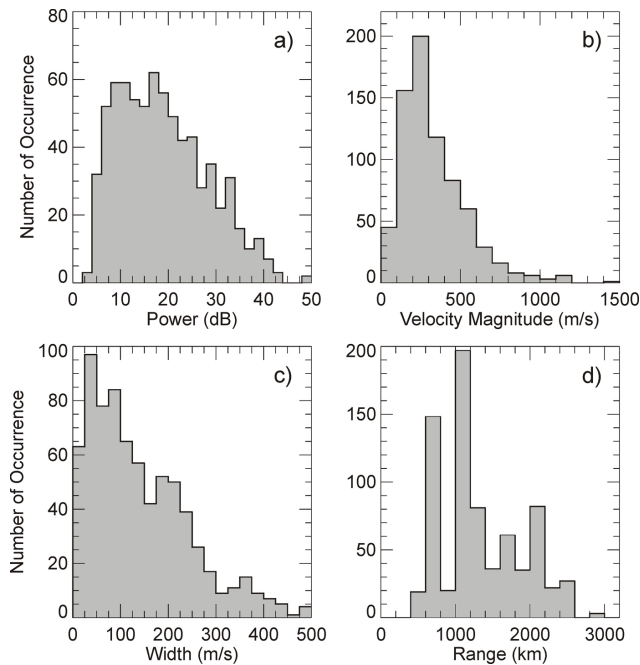 80
60
40
20
0
Number of Occurrence
a)
0 10 20 30 40 50
Power (dB)
200
150
100
50
0
b)
0 500 1000 1500
Velocity Magnitude (m/s)
100
80
60
40
20
0
Number of Occurrence
c)
0 100 200 300 400 500
Width (m/s)
200
150
100
50
0
d)
0 1000 2000 3000
Range (km)